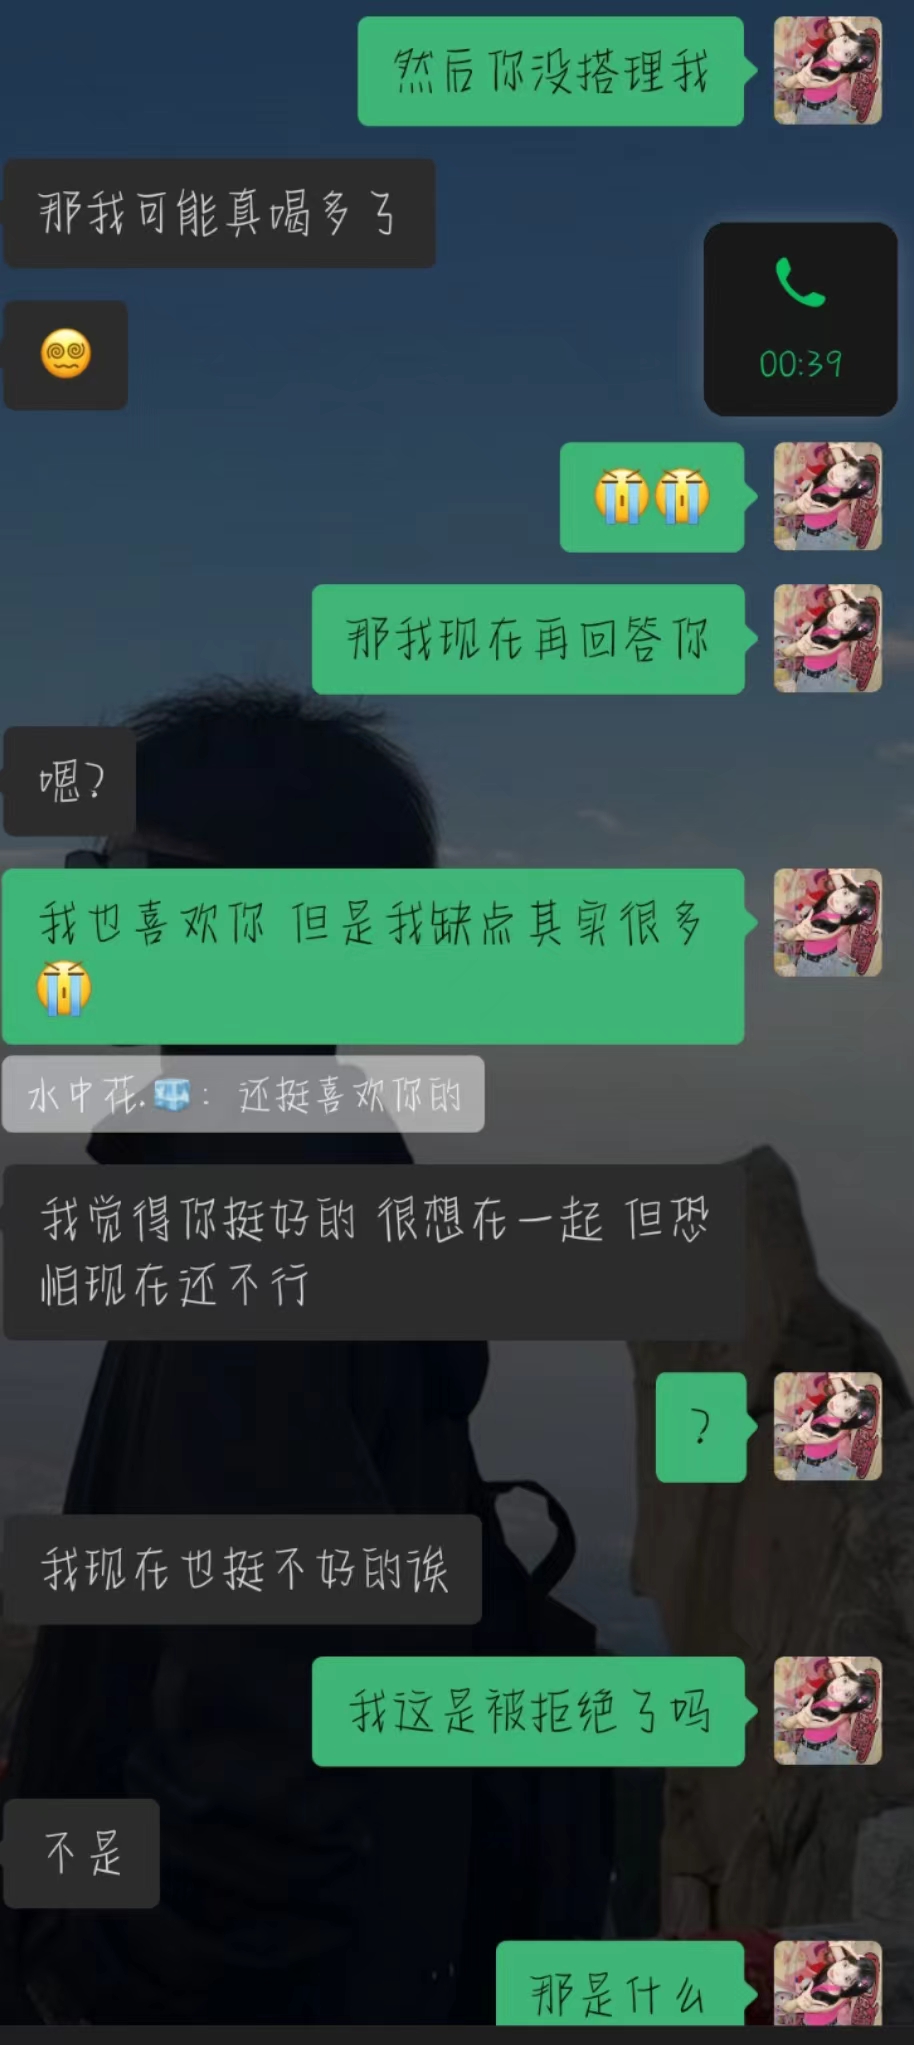 然后你没搭理我
那我可能真喝多了
00:39
那我现在再回答你
嗯?
我也喜欢你 但是我缺点其实很多
水中花.: 还挺喜欢你的
我觉得你挺好的 很想在一起 但恐
怕现在还不行
?
我现在也挺不好的诶
我这是被拒绝了吗
不是
那是什么